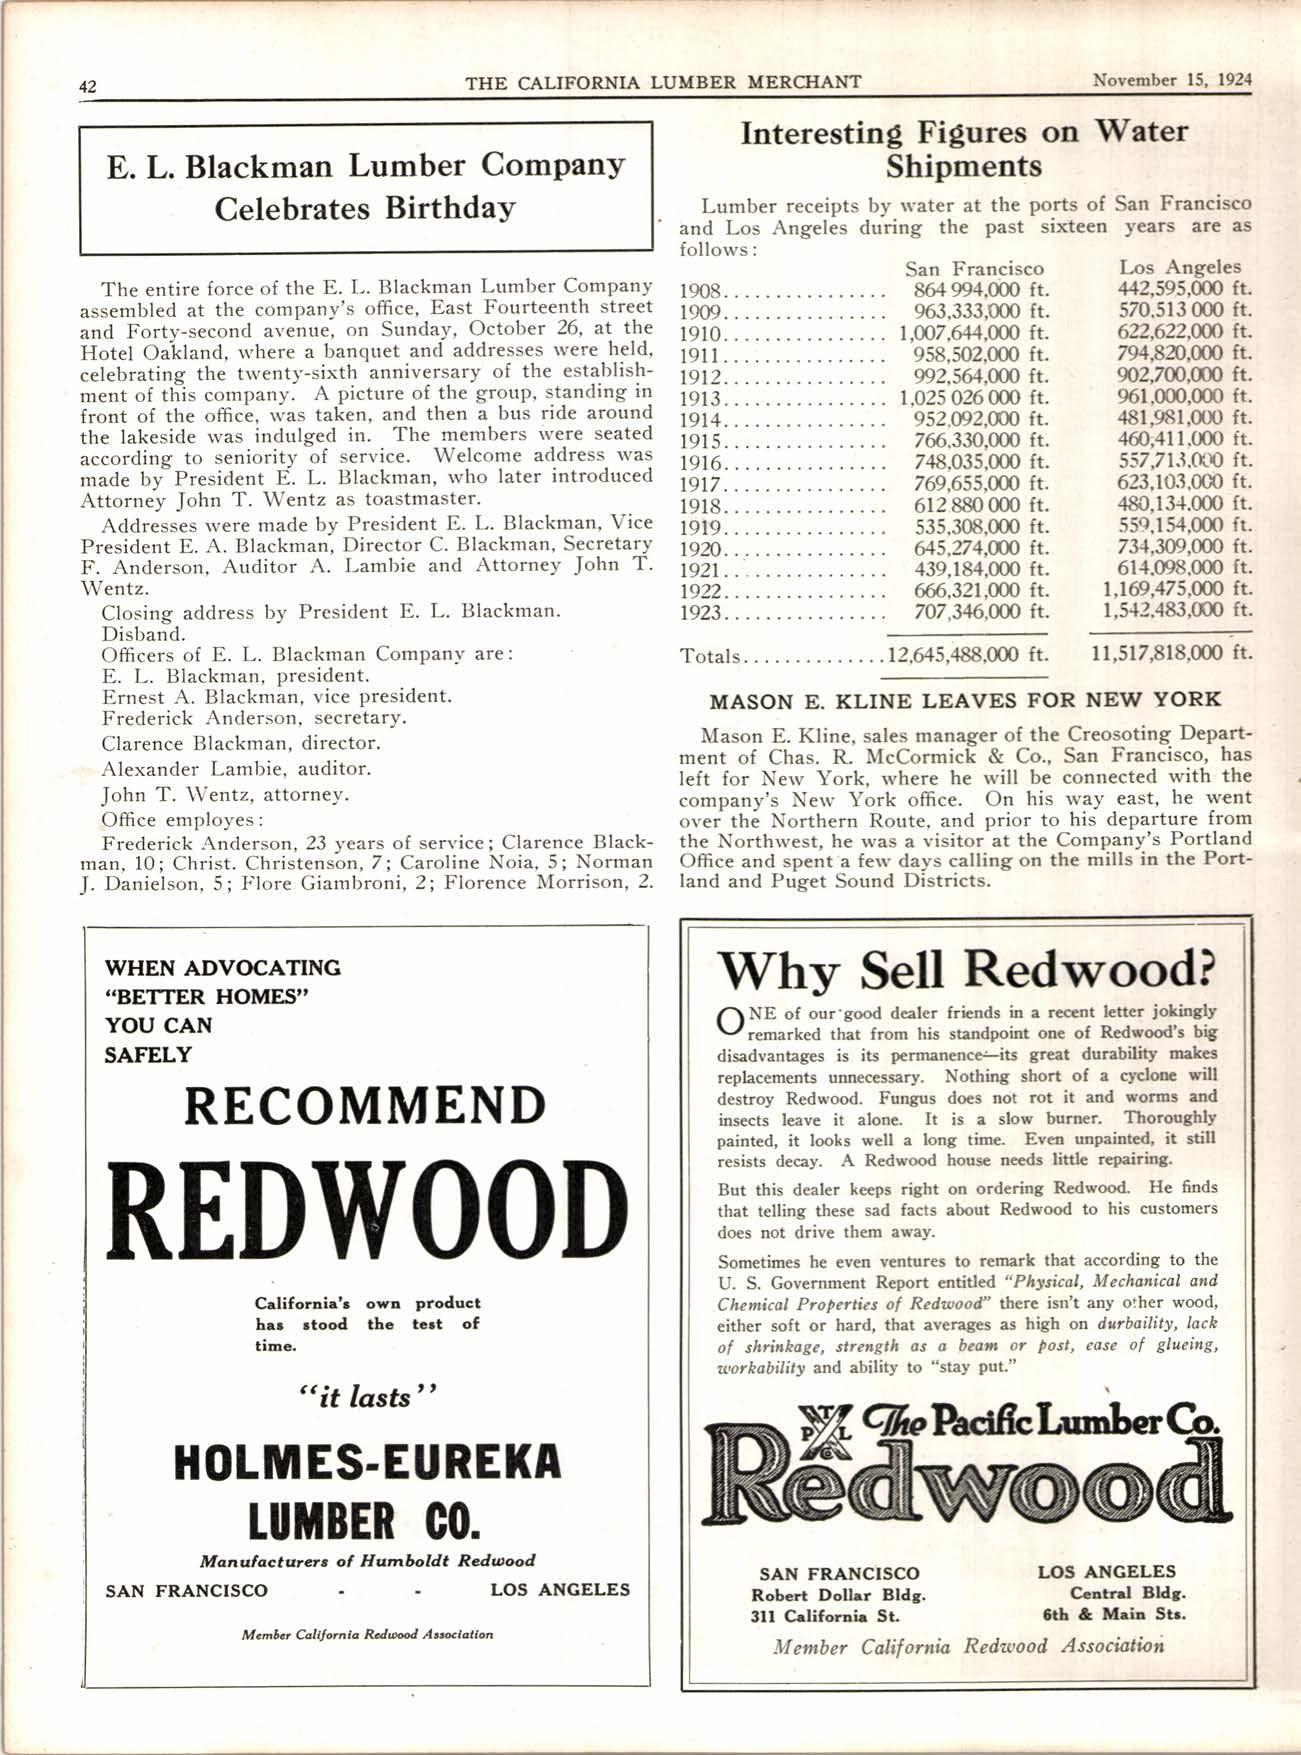 42
THE CALIFORNIA LUMBER MERCHANT
November 15, 1924
E. L. Blackman Lumber Company
Celebrates Birthday
The entire force of the E. L. Blackman Lumber Company
assembled at the company's office, East Fourteenth street
and Forty-second avenue, on Sunday, October 26, at the
Hotel Oakland, where a banquet and addresses were held,
celebrating the twenty-sixth anniversary of the establish-
ment of this company. A picture of the group, standing in
front of the office, was taken, and then a bus ride around
the lakeside was indulged in. The members were seated
according to seniority of service. Welcome address was
made by President E. L. Blackman, who later introduced
Attorney John T. Wentz as toastmaster.
Addresses were made by President E. L. Blackman, Vice
President E. A. Blackman, Director C. Blackman, Secretary
F. Anderson, Auditor A. Lambie and Attorney John T.
Wentz.
Closing address by President E. L. Blackman.
Disband.
Officers of E. L. Blackman Company are:
E. L. Blackman, president.
Ernest A. Blackman, vice president.
Frederick Anderson, secretary.
Clarence Blackman, director.
Alexander Lambie, auditor.
John T. Wentz, attorney.
Office employes:
Frederick Anderson, 23 years of service; Clarence Black-
man, 10; Christ. Christenson, 7; Caroline Noia, 5; Norman
J. Danielson, 5; Flore Giambroni, 2; Florence Morrison, 2.
Interesting Figures on Water
Shipments
Lumber receipts by water at the ports of San Francisco
and Los Angeles during the past sixteen years are as
follows:
San Francisco Los Angeles
1908................ 864 994,000 ft. 442,595,000 ft.
1909................ 963,333,000 ft. 570,513 000 ft.
1910................ 1,007,644,000 ft. 622,622,000 ft.
1911................ 958,502,000 ft. 794,820,000 ft.
1912................ 992,564,000 ft. 902,700,000 ft.
1913................ 1,025 026 000 ft. 961,000,000 ft.
1914................ 952,092,000 ft. 481,981,000 ft.
1915................ 766,330,000 ft. 460,411,000 ft.
1916................ 748,035,000 ft. 557,713,000 ft.
1917................ 769,655,000 ft. 623,103,000 ft.
1918................ 612 880 000 ft. 480,134.000 ft.
1919................ 535,308,000 ft. 559,154,000 ft.
1920................ 645,274,000 ft. 734,309,000 ft.
1921................ 439,184,000 ft. 614,098,000 ft.
1922................ 666,321,000 ft. 1,169,475,000 ft.
1923................ 707,346,000 ft. 1,542,483,000 ft.
Totals..............12,645,488,000 ft. 11,517,818,000 ft.
MASON E. KLINE LEAVES FOR NEW YORK
Mason E. Kline, sales manager of the Creosoting Depart-
ment of Chas. R. McCormick & Co., San Francisco, has
left for New York, where he will be connected with the
company's New York office. On his way east, he went
over the Northern Route, and prior to his departure from
the Northwest, he was a visitor at the Company's Portland
Office and spent a few days calling on the mills in the Port-
land and Puget Sound Districts.
WHEN ADVOCATING
"BETTER HOMES"
YOU CAN
SAFELY
RECOMMEND
REDWOOD
California's own product
has stood the test of
time.
"it lasts"
HOLMES-EUREKA
LUMBER CO.
Manufacturers of Humboldt Redwood
SAN FRANCISCO - - LOS ANGELES
Member California Redwood Association
Why Sell Redwood?
ONE of our good dealer friends in a recent letter jokingly
remarked that from his standpoint one of Redwood's big
disadvantages is its permanence—its great durability makes
replacements unnecessary. Nothing short of a cyclone will
destroy Redwood. Fungus does not rot it and worms and
insects leave it alone. It is a slow burner. Thoroughly
painted, it looks well a long time. Even unpainted, it still
resists decay. A Redwood house needs little repairing.
But this dealer keeps right on ordering Redwood. He finds
that telling these sad facts about Redwood to his customers
does not drive them away.
Sometimes he even ventures to remark that according to the
U. S. Government Report entitled "Physical, Mechanical and
Chemical Properties of Redwood" there isn't any other wood,
either soft or hard, that averages as high on durbaility, lack
of shrinkage, strength as a beam or post, ease of glueing,
workability and ability to "stay put."
T P L C
The Pacific Lumber Co.
Redwood
SAN FRANCISCO
Robert Dollar Bldg.
311 California St.
LOS ANGELES
Central Bldg.
6th & Main Sts.
Member California Redwood Association